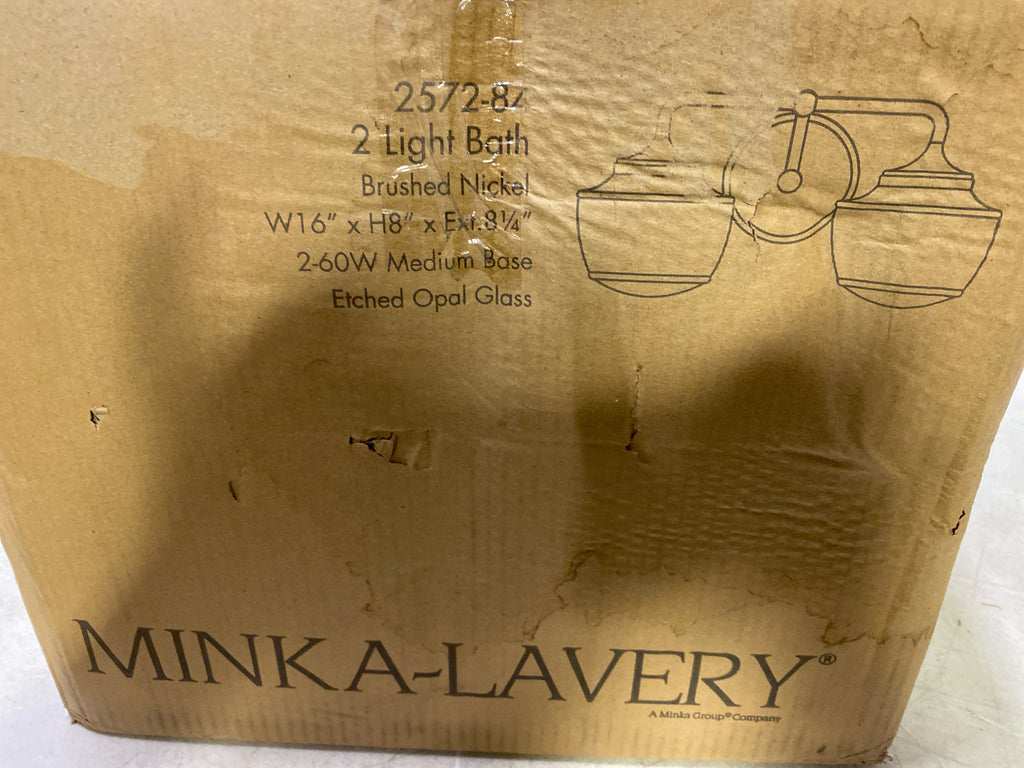 2572-84
2 Light Bath
Brushed Nickel
W16" x H8" x Ext.8¼"
2-60W Medium Base
Etched Opal Glass
MINKA-LAVERY®
A Minka Group® Company